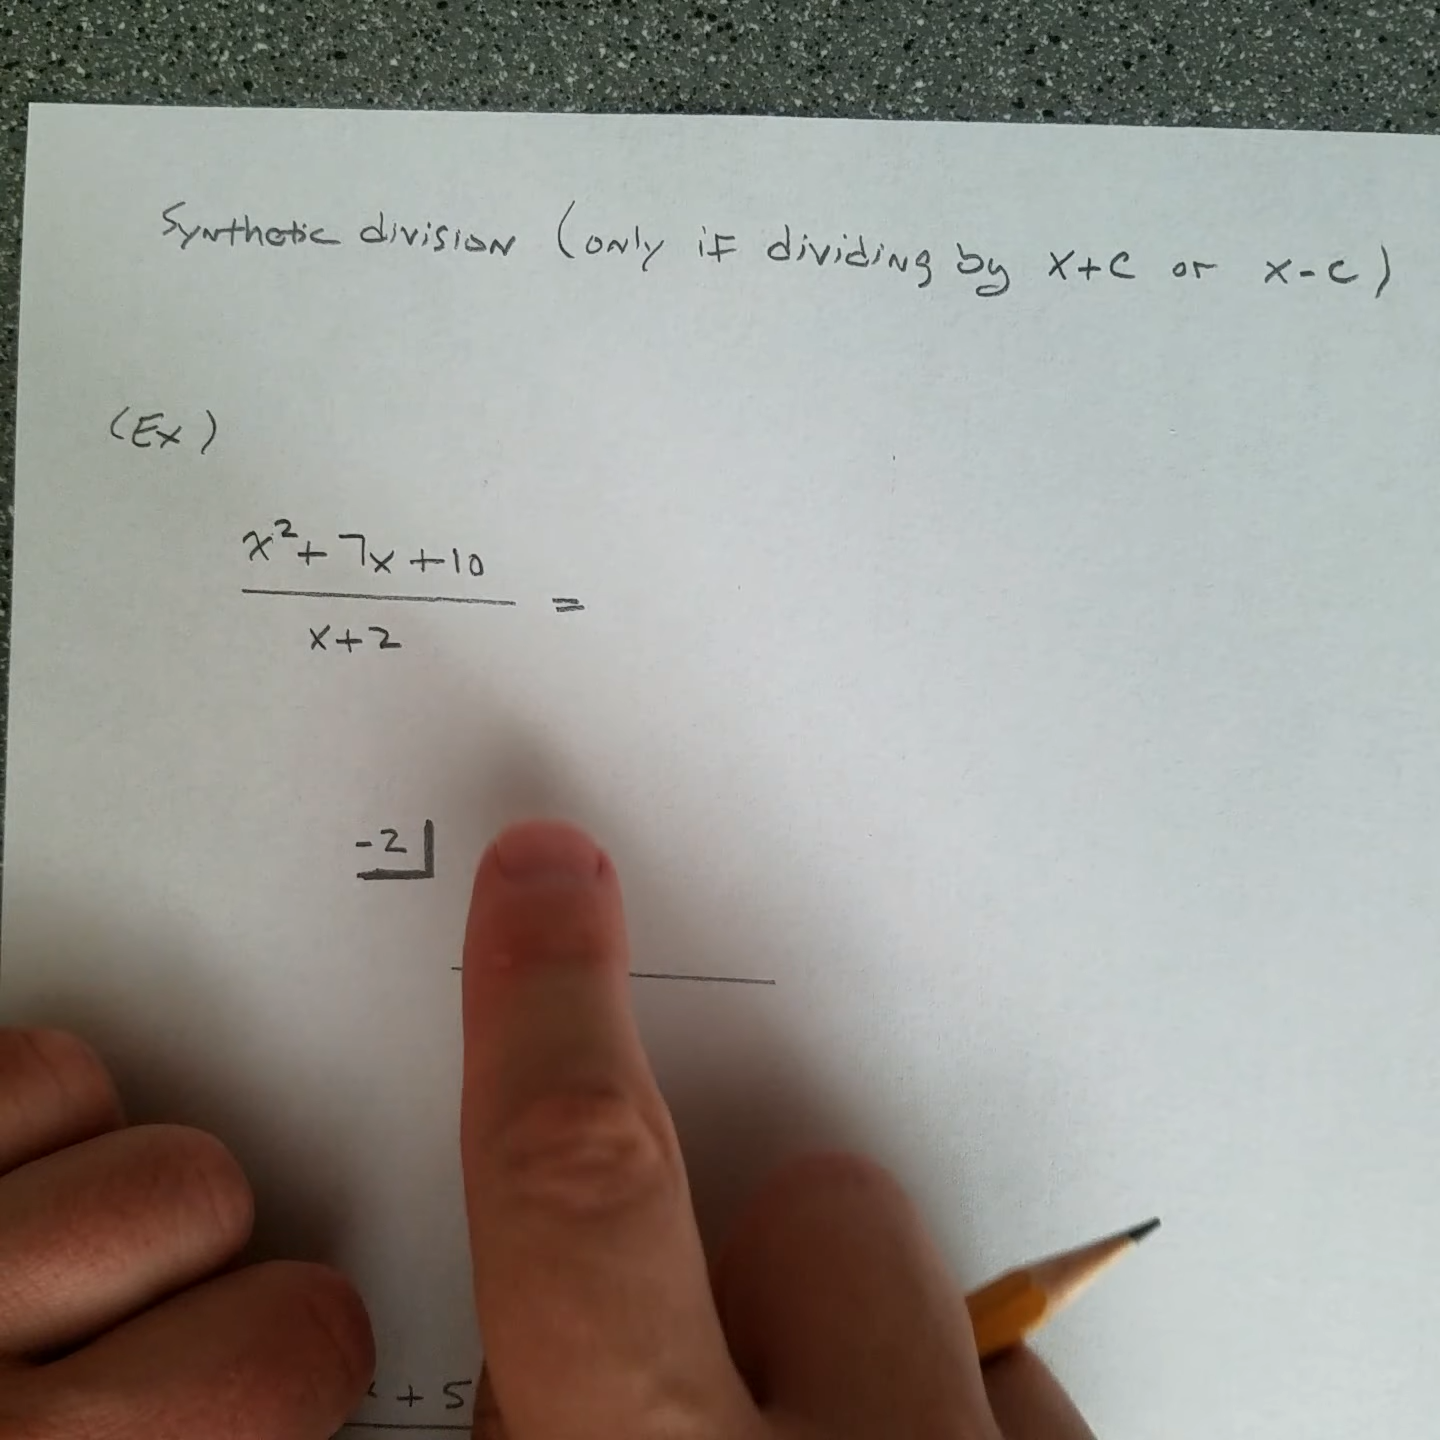 Synthetic division (only if dividing by x+c or x-c)
(Ex)
x²+7x+10
=
x+2
-2
+ 5